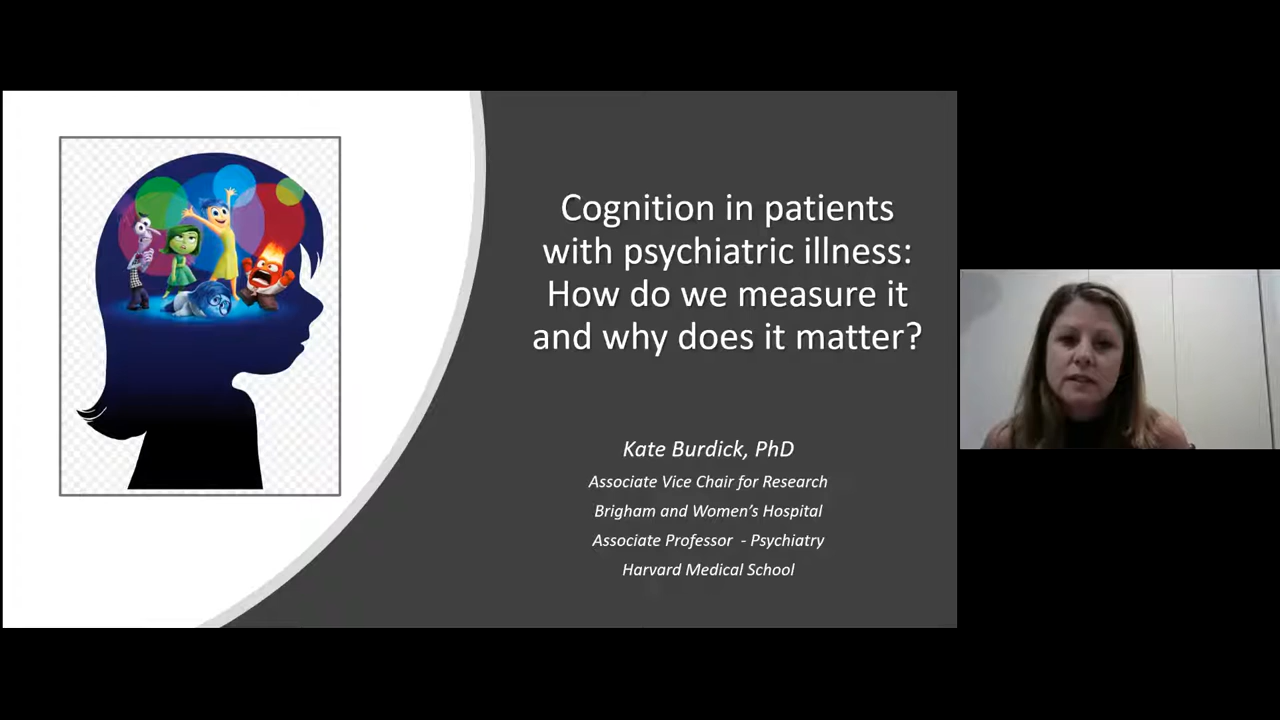 Cognition in patients
with psychiatric illness:
How do we measure it
and why does it matter?
Kate Burdick, PhD
Associate Vice Chair for Research
Brigham and Women's Hospital
Associate Professor - Psychiatry
Harvard Medical School